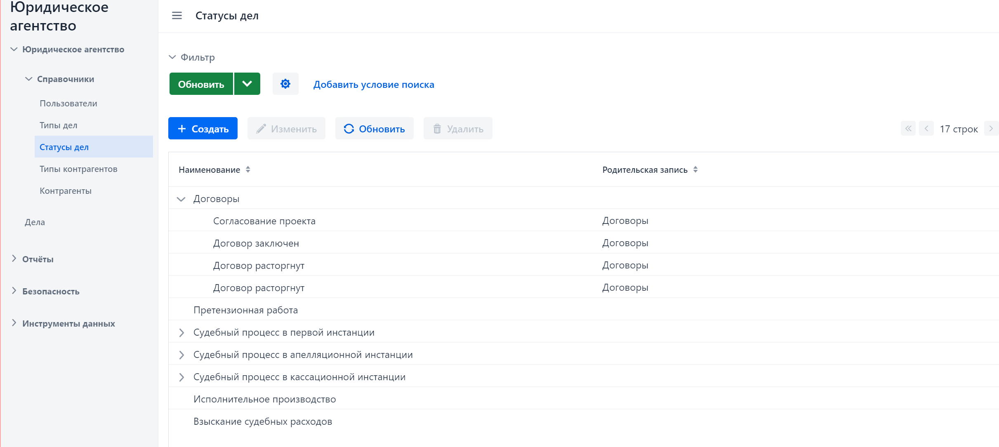 Юридическое
агентство
Юридическое агентство
Справочники
Пользователи
Типы дел
Статусы дел
Типы контрагентов
Контрагенты
Дела
Отчёты
Безопасность
Инструменты данных
Статусы дел
Фильтр
Обновить
Добавить условие поиска
Создать
Изменить
Обновить
Удалить
17 строк
Наименование Родительская запись
Договоры
Согласование проекта Договоры
Договор заключен Договоры
Договор расторгнут Договоры
Договор расторгнут Договоры
Претензионная работа
Судебный процесс в первой инстанции
Судебный процесс в апелляционной инстанции
Судебный процесс в кассационной инстанции
Исполнительное производство
Взыскание судебных расходов